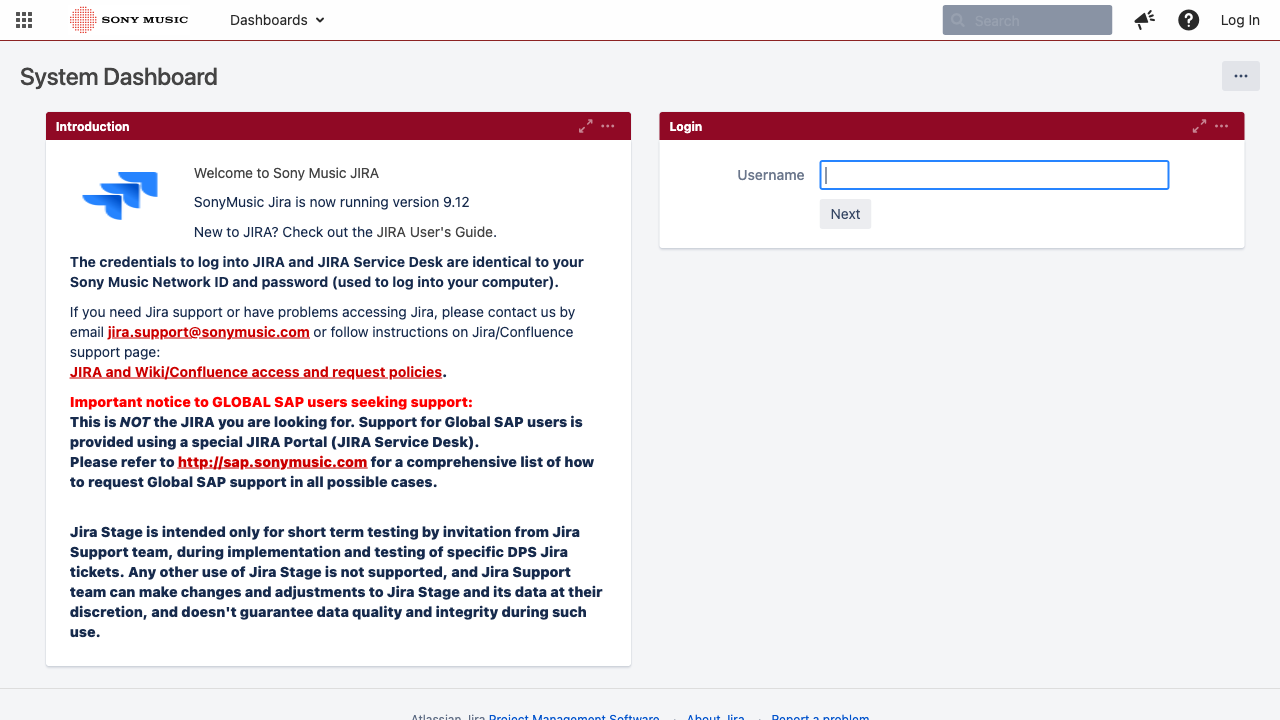 SONY MUSIC
Dashboards
Search
Log In
System Dashboard
Introduction
Welcome to Sony Music JIRA
SonyMusic Jira is now running version 9.12
New to JIRA? Check out the JIRA User's Guide.
The credentials to log into JIRA and JIRA Service Desk are identical to your
Sony Music Network ID and password (used to log into your computer).
If you need Jira support or have problems accessing Jira, please contact us by
email jira.support@sonymusic.com or follow instructions on Jira/Confluence
support page:
JIRA and Wiki/Confluence access and request policies.
Important notice to GLOBAL SAP users seeking support:
This is NOT the JIRA you are looking for. Support for Global SAP users is
provided using a special JIRA Portal (JIRA Service Desk).
Please refer to http://sap.sonymusic.com for a comprehensive list of how
to request Global SAP support in all possible cases.
Jira Stage is intended only for short term testing by invitation from Jira
Support team, during implementation and testing of specific DPS Jira
tickets. Any other use of Jira Stage is not supported, and Jira Support
team can make changes and adjustments to Jira Stage and its data at their
discretion, and doesn't guarantee data quality and integrity during such
use.
Login
Username
Next
Atlassian Jira Project Management Software · About Jira · Report a problem